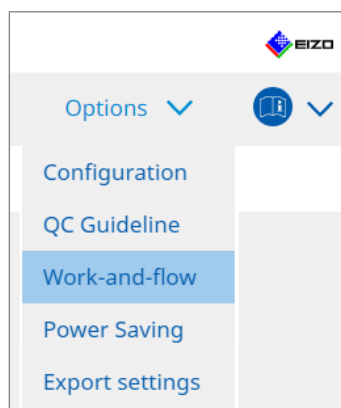 EIZO
Options
Configuration
QC Guideline
Work-and-flow
Power Saving
Export settings